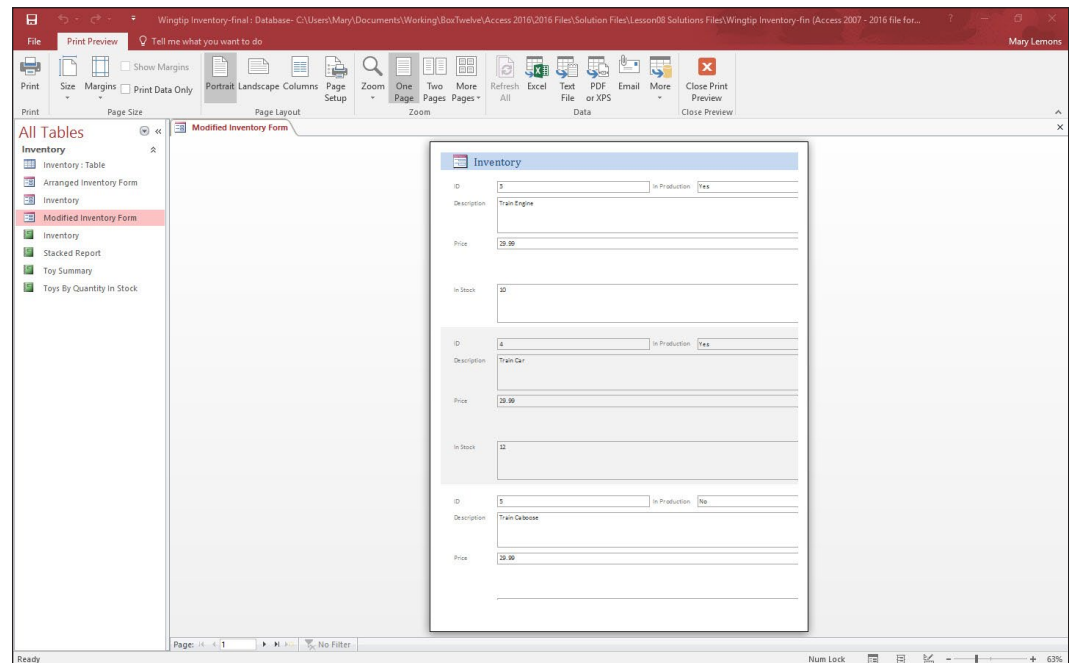 Wingtip Inventory-final : Database- C:\Users\Mary\Documents\Working\BoxTwelve\Access 2016\2016 Files\Solution Files\Lesson08 Solutions Files\Wingtip Inventory-fin (Access 2007 - 2016 file for... ?
File Print Preview Tell me what you want to do Mary Lemons
Print Size Margins Show Margins Print Data Only Portrait Landscape Columns Page Setup Zoom One Page Two Pages More Pages Refresh All Excel Text File PDF or XPS Email More Close Print Preview
Print Page Size Page Layout Zoom Data Close Preview
All Tables
Modified Inventory Form
Inventory
Inventory : Table
Arranged Inventory Form
Inventory
Modified Inventory Form
Inventory
Stacked Report
Toy Summary
Toys By Quantity In Stock
Inventory
ID 3 In Production Yes
Description Train Engine
Price 29.99
In Stock 10
ID 4 In Production Yes
Description Train Car
Price 29.99
In Stock 12
ID 5 In Production No
Description Train Caboose
Price 29.99
Page: 1 No Filter
Ready Num Lock 63%